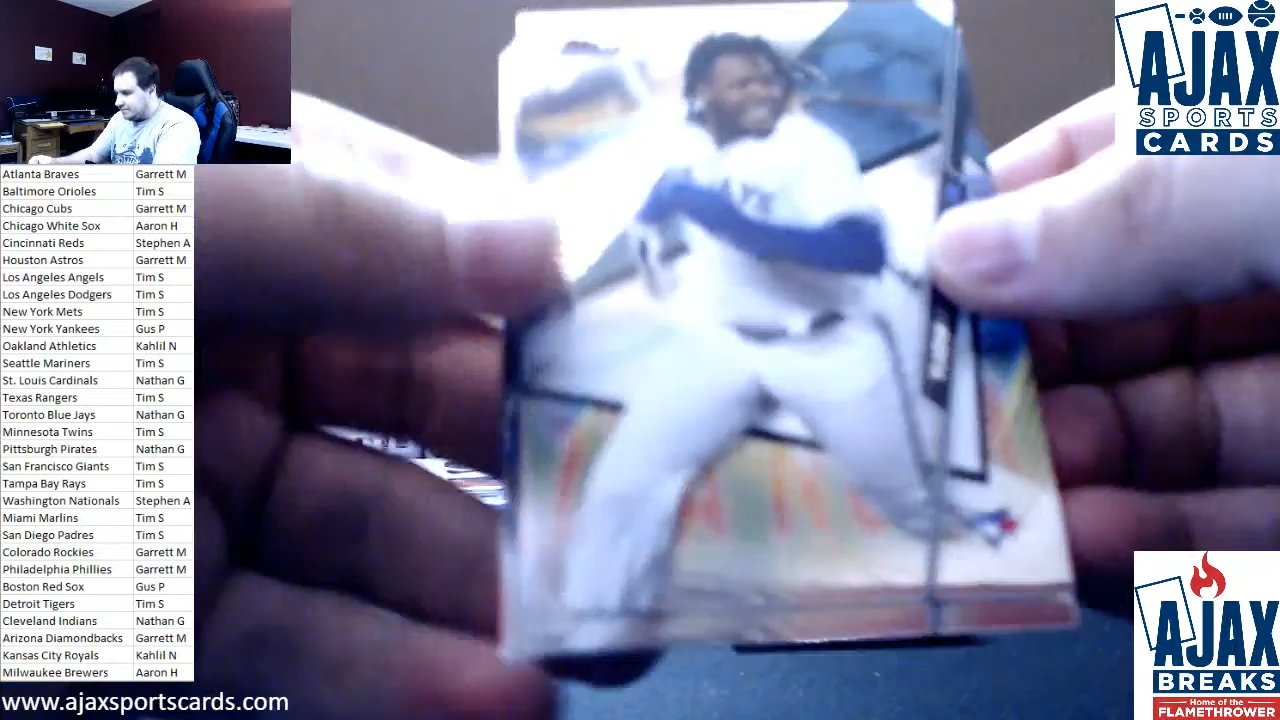 AJAX
SPORTS
CARDS
Atlanta Braves Garrett M
Baltimore Orioles Tim S
Chicago Cubs Garrett M
Chicago White Sox Aaron H
Cincinnati Reds Stephen A
Houston Astros Garrett M
Los Angeles Angels Tim S
Los Angeles Dodgers Tim S
New York Mets Tim S
New York Yankees Gus P
Oakland Athletics Kahlil N
Seattle Mariners Tim S
St. Louis Cardinals Nathan G
Texas Rangers Tim S
Toronto Blue Jays Nathan G
Minnesota Twins Tim S
Pittsburgh Pirates Nathan G
San Francisco Giants Tim S
Tampa Bay Rays Tim S
Washington Nationals Stephen A
Miami Marlins Tim S
San Diego Padres Tim S
Colorado Rockies Garrett M
Philadelphia Phillies Garrett M
Boston Red Sox Gus P
Detroit Tigers Tim S
Cleveland Indians Nathan G
Arizona Diamondbacks Garrett M
Kansas City Royals Kahlil N
Milwaukee Brewers Aaron H
www.ajaxsportscards.com
AJAX
BREAKS
Home of the
FLAMETHROWER